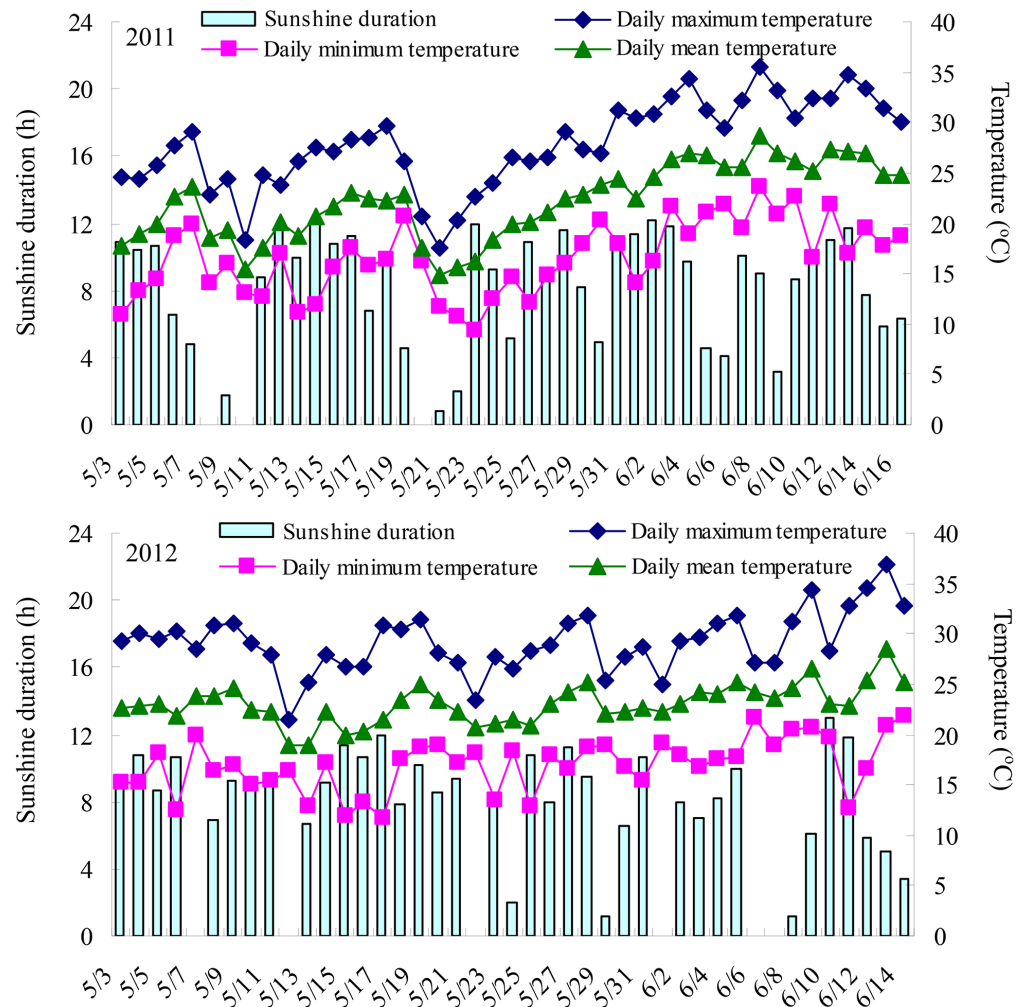 24
Sunshine duration
Daily maximum temperature
40
2011
Daily minimum temperature
Daily mean temperature
20
35
30
16
25
12
20
15
8
10
4
5
0
0
Sunshine duration (h)
Temperature (ºC)
5/3 5/5 5/7 5/9 5/11 5/13 5/15 5/17 5/19 5/21 5/23 5/25 5/27 5/29 5/31 6/2 6/4 6/6 6/8 6/10 6/12 6/14 6/16
24
Sunshine duration
Daily maximum temperature
40
2012
Daily minimum temperature
Daily mean temperature
35
20
30
16
25
12
20
15
8
10
4
5
0
0
Sunshine duration (h)
Temperature (ºC)
5/3 5/5 5/7 5/9 5/11 5/13 5/15 5/17 5/19 5/21 5/23 5/25 5/27 5/29 5/31 6/2 6/4 6/6 6/8 6/10 6/12 6/14